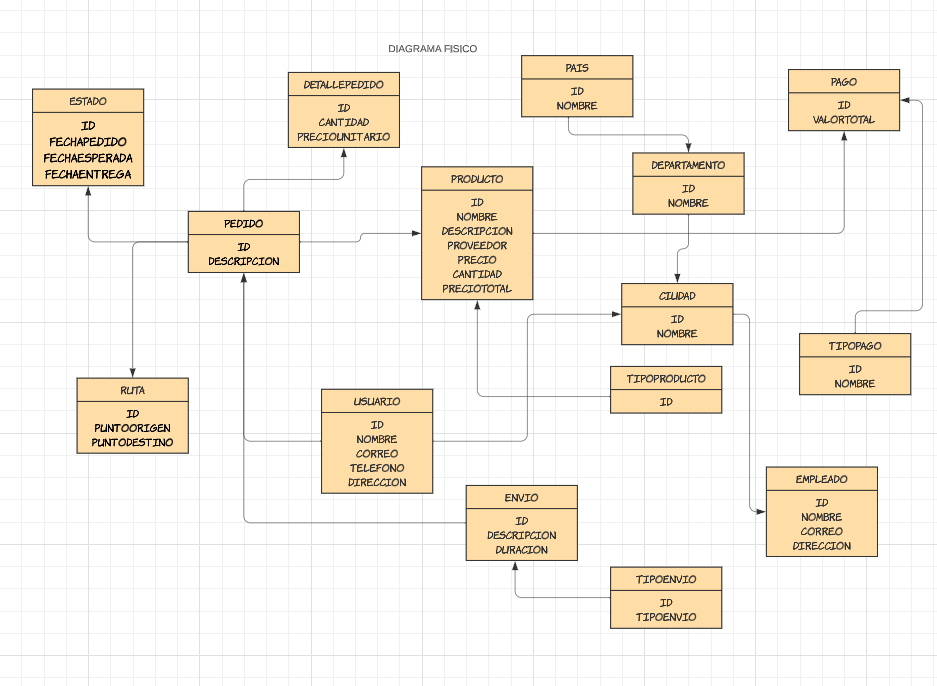 DIAGRAMA FISICO
PAIS
ID
NOMBRE
PAGO
ID
VALORTOTAL
DETALLEPEDIDO
ID
CANTIDAD
PRECIOUNITARIO
ESTADO
ID
FECHAPEDIDO
FECHAESPERADA
FECHAENTREGA
DEPARTAMENTO
ID
NOMBRE
PRODUCTO
ID
NOMBRE
DESCRIPCION
PROVEEDOR
PRECIO
CANTIDAD
PRECIOTOTAL
PEDIDO
ID
DESCRIPCION
CIUDAD
ID
NOMBRE
TIPOPAGO
ID
NOMBRE
TIPOPRODUCTO
ID
RUTA
ID
PUNTOORIGEN
PUNTODESTINO
USUARIO
ID
NOMBRE
CORREO
TELEFONO
DIRECCION
EMPLEADO
ID
NOMBRE
CORREO
DIRECCION
ENVIO
ID
DESCRIPCION
DURACION
TIPOENVIO
ID
TIPOENVIO